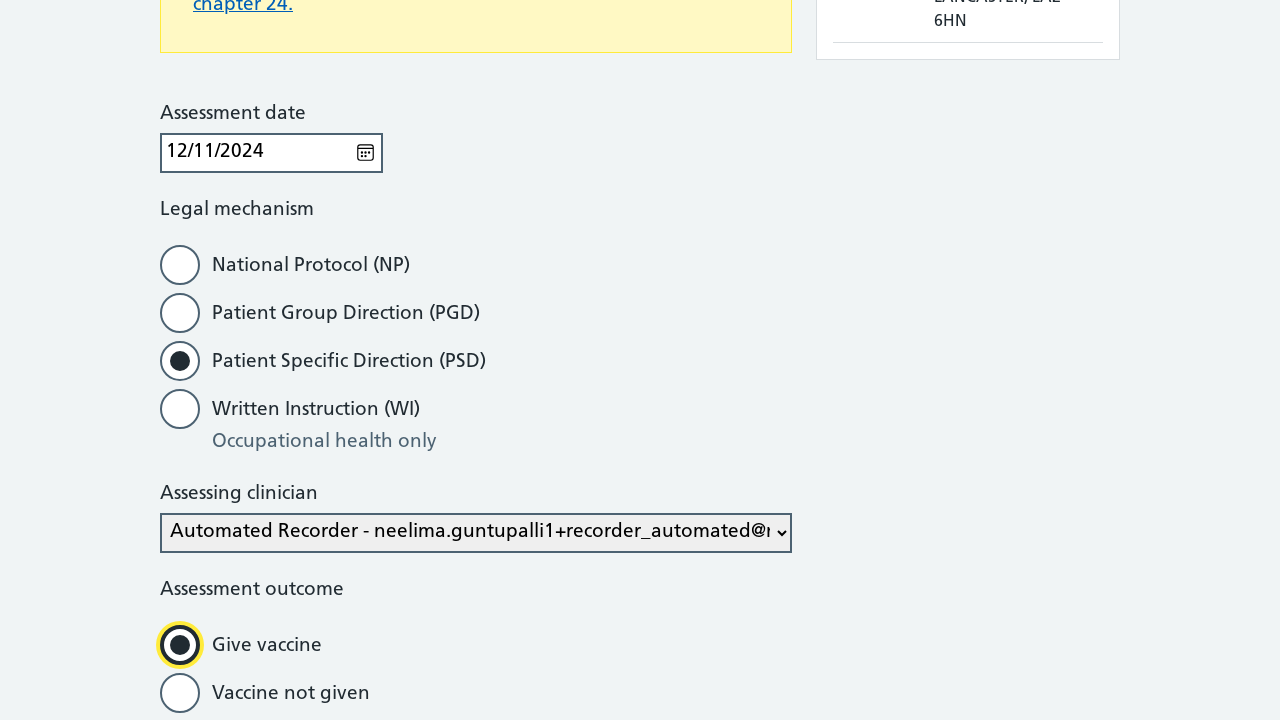 chapter 24.
6HN
Assessment date
12/11/2024
Legal mechanism
National Protocol (NP)
Patient Group Direction (PGD)
Patient Specific Direction (PSD)
Written Instruction (WI)
Occupational health only
Assessing clinician
Automated Recorder - neelima.guntupalli1+recorder_automated@
Assessment outcome
Give vaccine
Vaccine not given